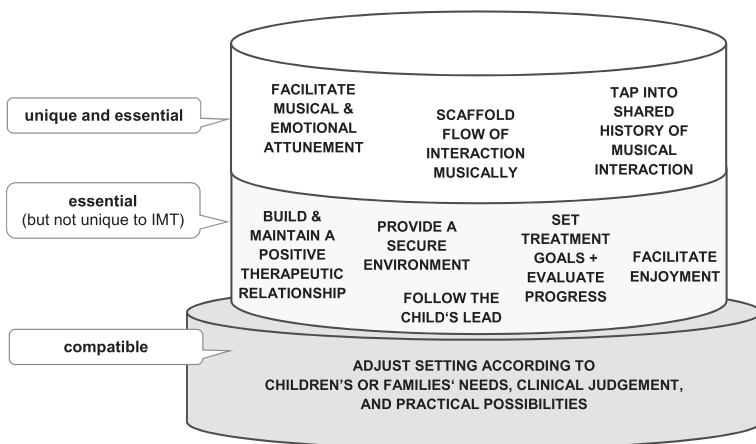 unique and essential
FACILITATE
MUSICAL &
EMOTIONAL
ATTUNEMENT
SCAFFOLD
FLOW OF
INTERACTION
MUSICALLY
TAP INTO
SHARED
HISTORY OF
MUSICAL
INTERACTION
essential
(but not unique to IMT)
BUILD &
MAINTAIN A
POSITIVE
THERAPEUTIC
RELATIONSHIP
PROVIDE A
SECURE
ENVIRONMENT
FOLLOW THE
CHILD‘S LEAD
SET
TREATMENT
GOALS +
EVALUATE
PROGRESS
FACILITATE
ENJOYMENT
compatible
ADJUST SETTING ACCORDING TO
CHILDREN’S OR FAMILIES‘ NEEDS, CLINICAL JUDGEMENT,
AND PRACTICAL POSSIBILITIES